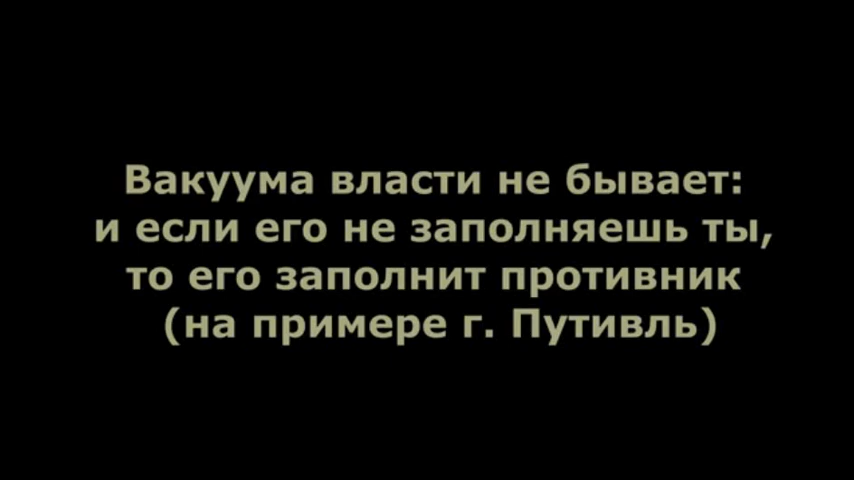 Вакуума власти не бывает:
и если его не заполняешь ты,
то его заполнит противник
(на примере г. Путивль)